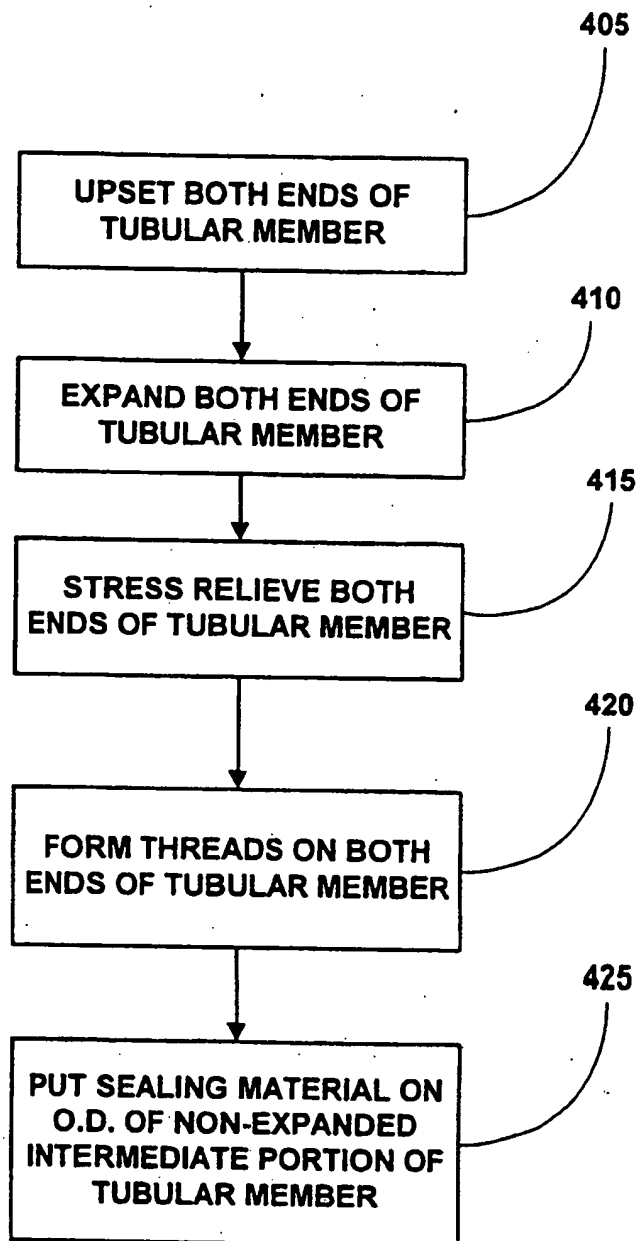 405
UPSET BOTH ENDS OF
TUBULAR MEMBER
410
EXPAND BOTH ENDS OF
TUBULAR MEMBER
415
STRESS RELIEVE BOTH
ENDS OF TUBULAR MEMBER
420
FORM THREADS ON BOTH
ENDS OF TUBULAR MEMBER
425
PUT SEALING MATERIAL ON
O.D. OF NON-EXPANDED
INTERMEDIATE PORTION OF
TUBULAR MEMBER